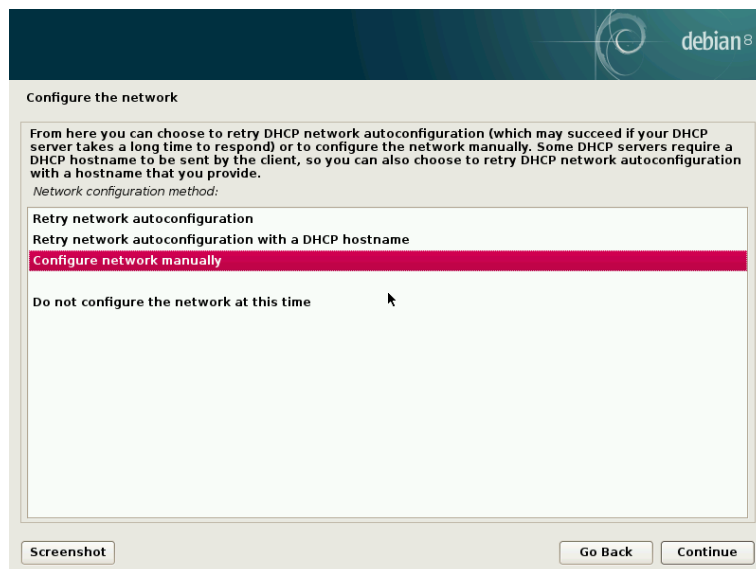 debian 8
Configure the network
From here you can choose to retry DHCP network autoconfiguration (which may succeed if your DHCP
server takes a long time to respond) or to configure the network manually. Some DHCP servers require a
DHCP hostname to be sent by the client, so you can also choose to retry DHCP network autoconfiguration
with a hostname that you provide.
Network configuration method:
Retry network autoconfiguration
Retry network autoconfiguration with a DHCP hostname
Configure network manually
Do not configure the network at this time
Screenshot
Go Back
Continue